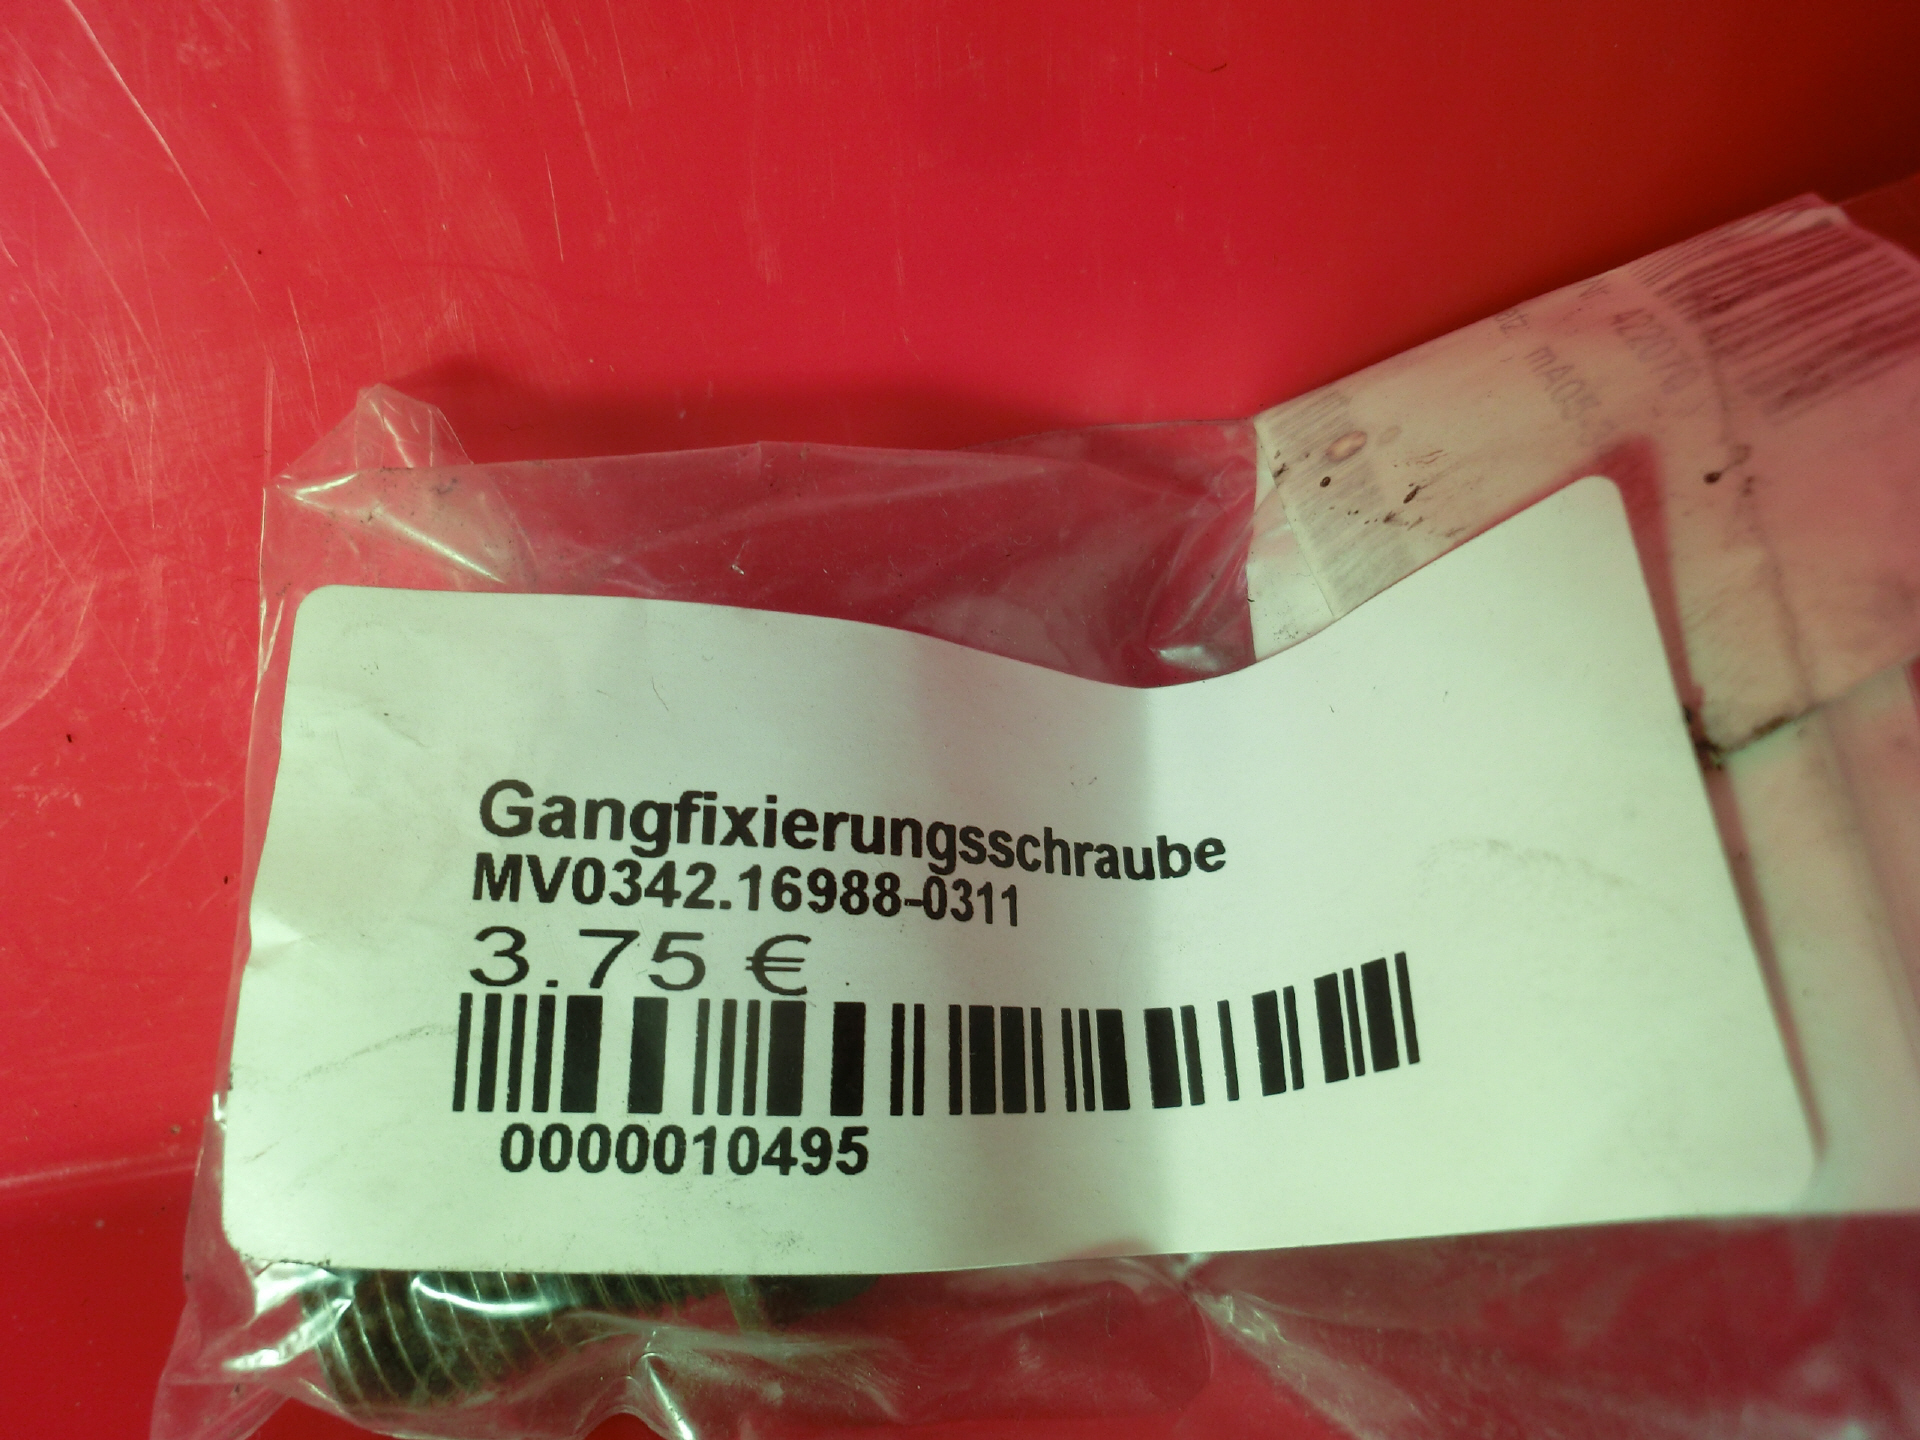 Gangfixierungsschraube
MV0342.16988-0311
3.75 €
0000010495